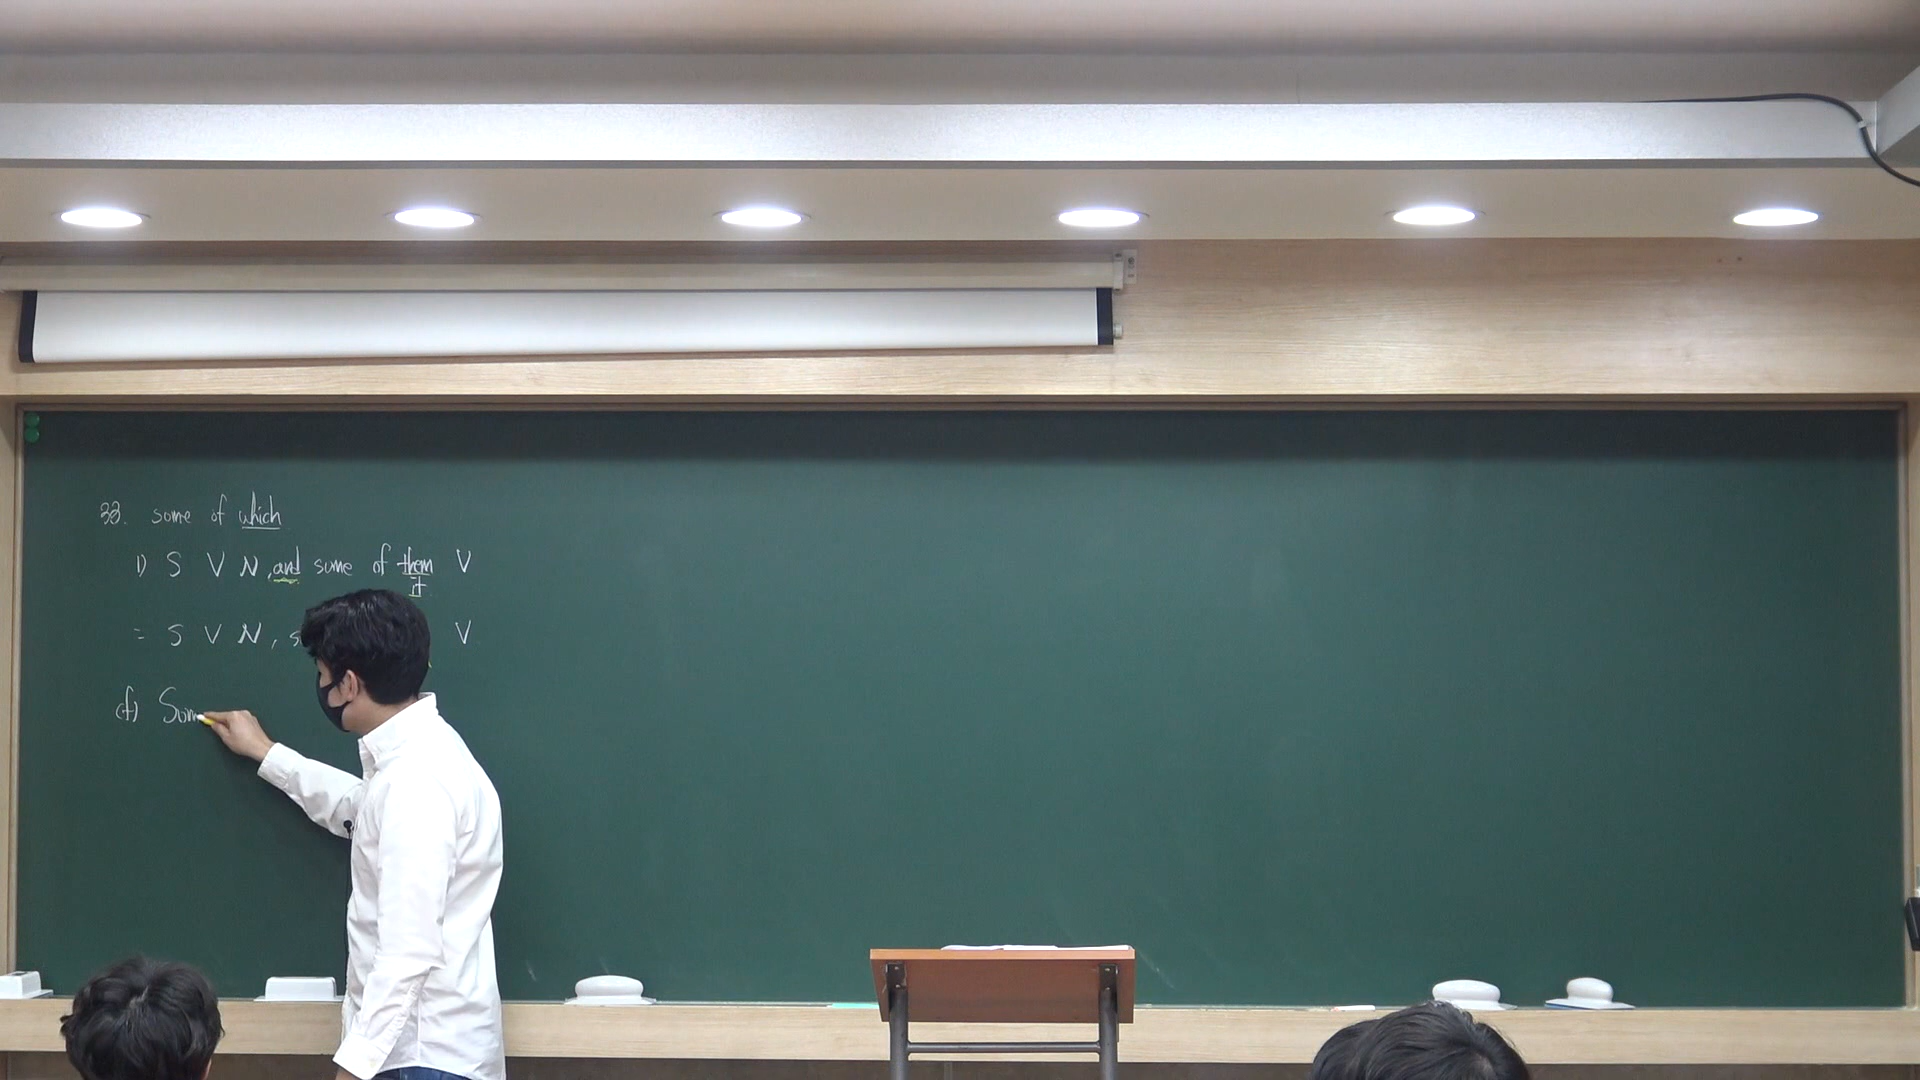 33. some of which
1) S V N, and some of them V
it
= S V N, s V
cf) Som